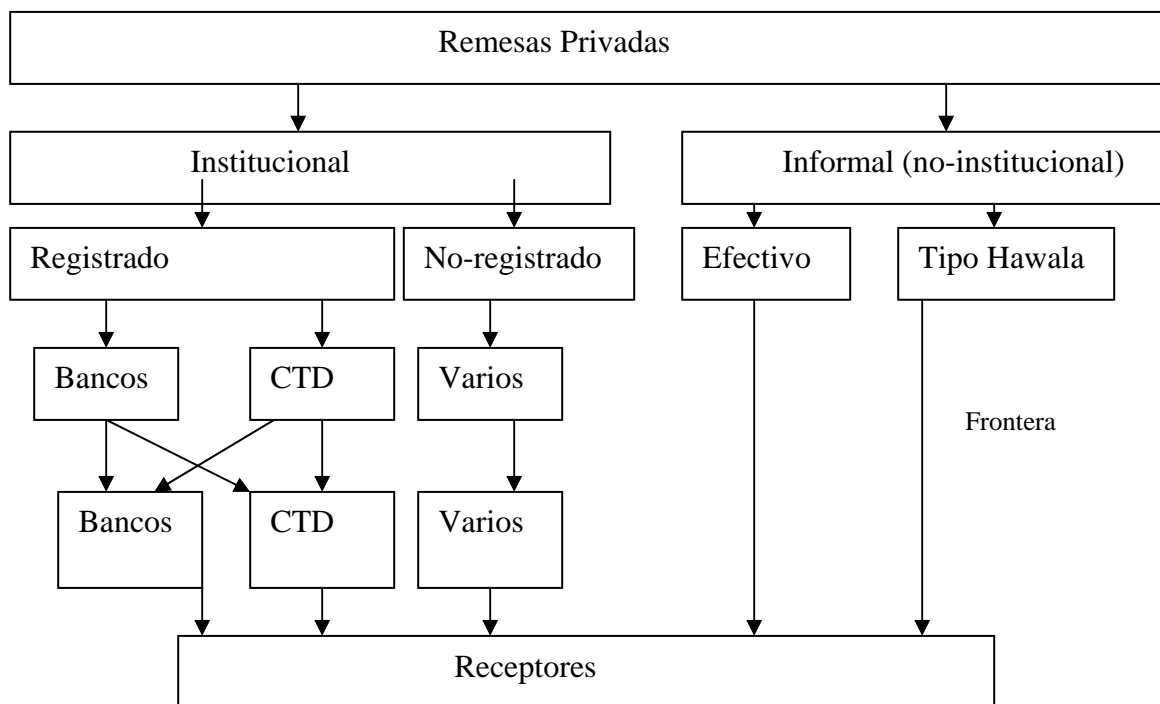 Remesas Privadas
Institucional
Informal (no-institucional)
Registrado
No-registrado
Efectivo
Tipo Hawala
Bancos
CTD
Varios
Frontera
Bancos
CTD
Varios
Receptores